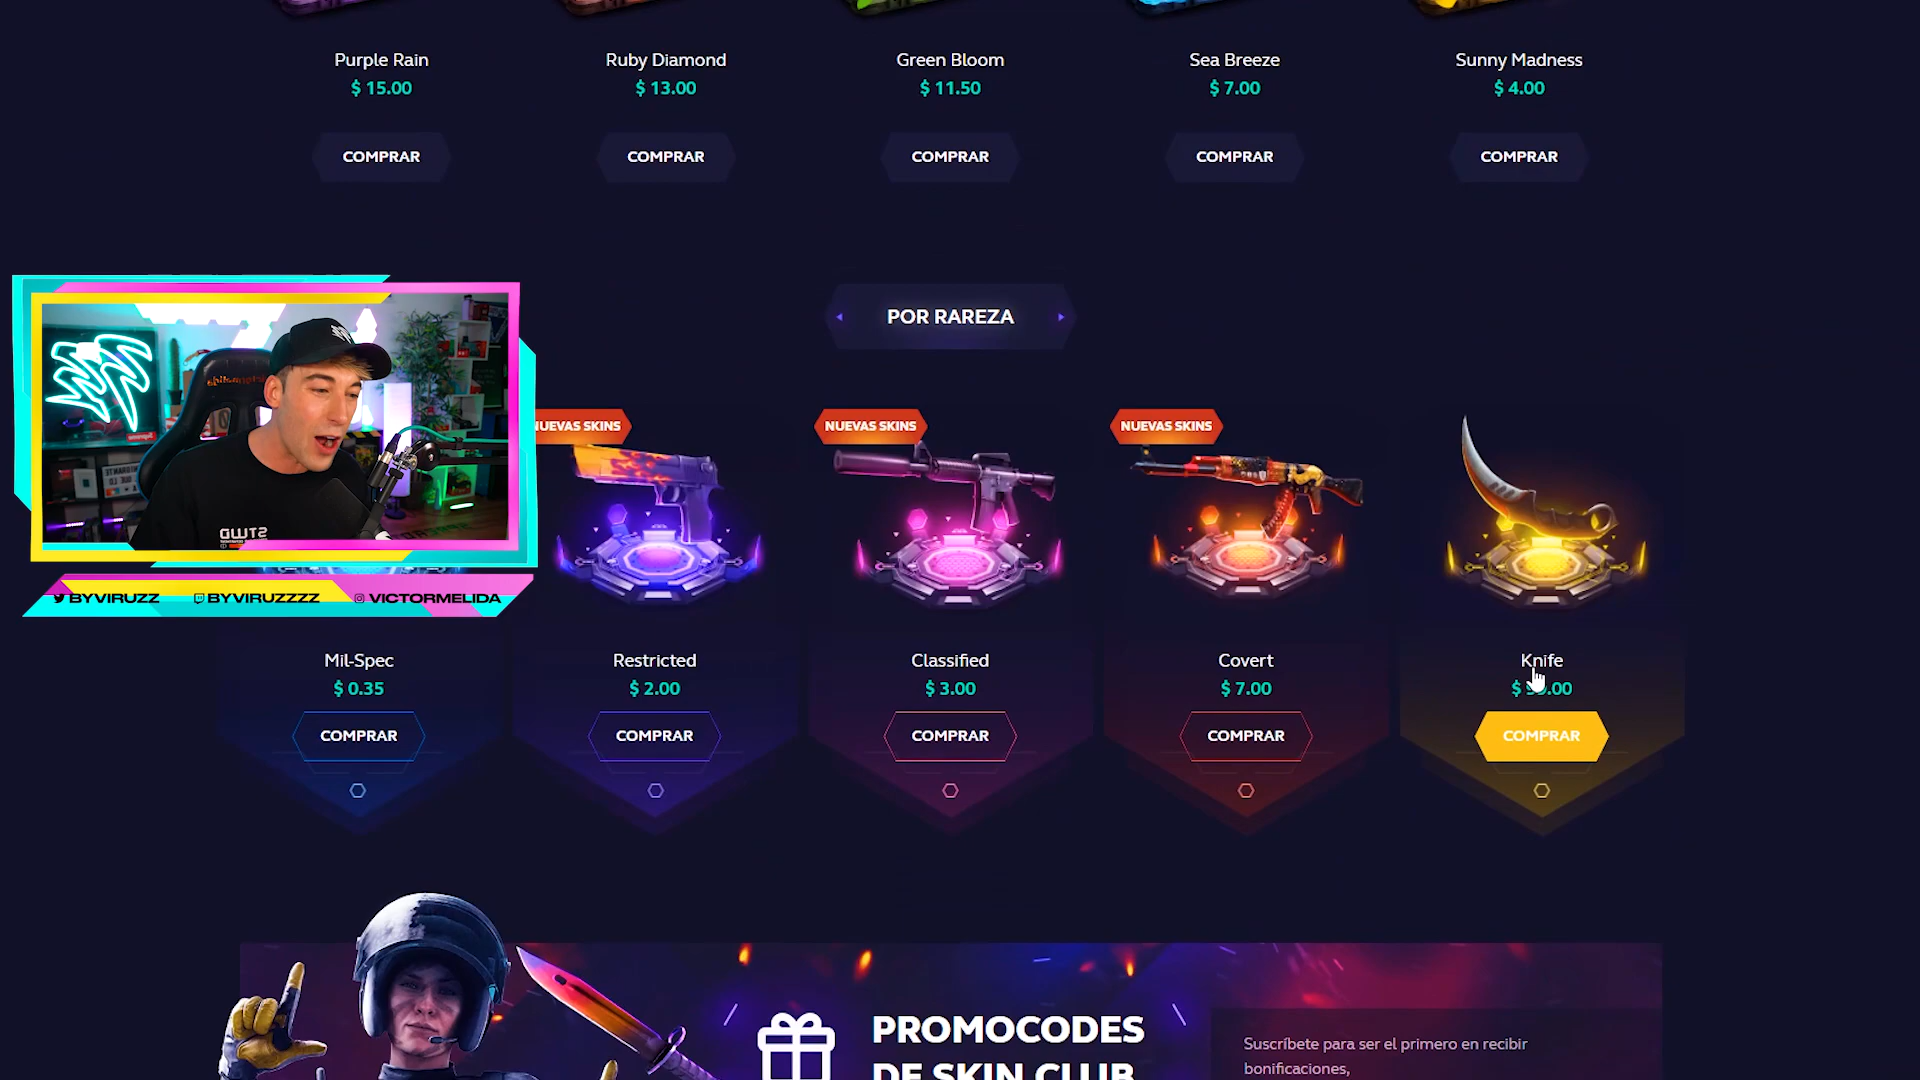 Purple Rain
$ 15.00
COMPRAR
Ruby Diamond
$ 13.00
COMPRAR
Green Bloom
$ 11.50
COMPRAR
Sea Breeze
$ 7.00
COMPRAR
Sunny Madness
$ 4.00
COMPRAR
POR RAREZA
BYVIRUZZ
BYVIRUZZZZ
VICTORMELIDA
Mil-Spec
$ 0.35
COMPRAR
NUEVAS SKINS
Restricted
$ 2.00
COMPRAR
NUEVAS SKINS
Classified
$ 3.00
COMPRAR
NUEVAS SKINS
Covert
$ 7.00
COMPRAR
Knife
COMPRAR
PROMOCODES
DE SKIN CLUB
Suscríbete para ser el primero en recibir
bonificaciones,